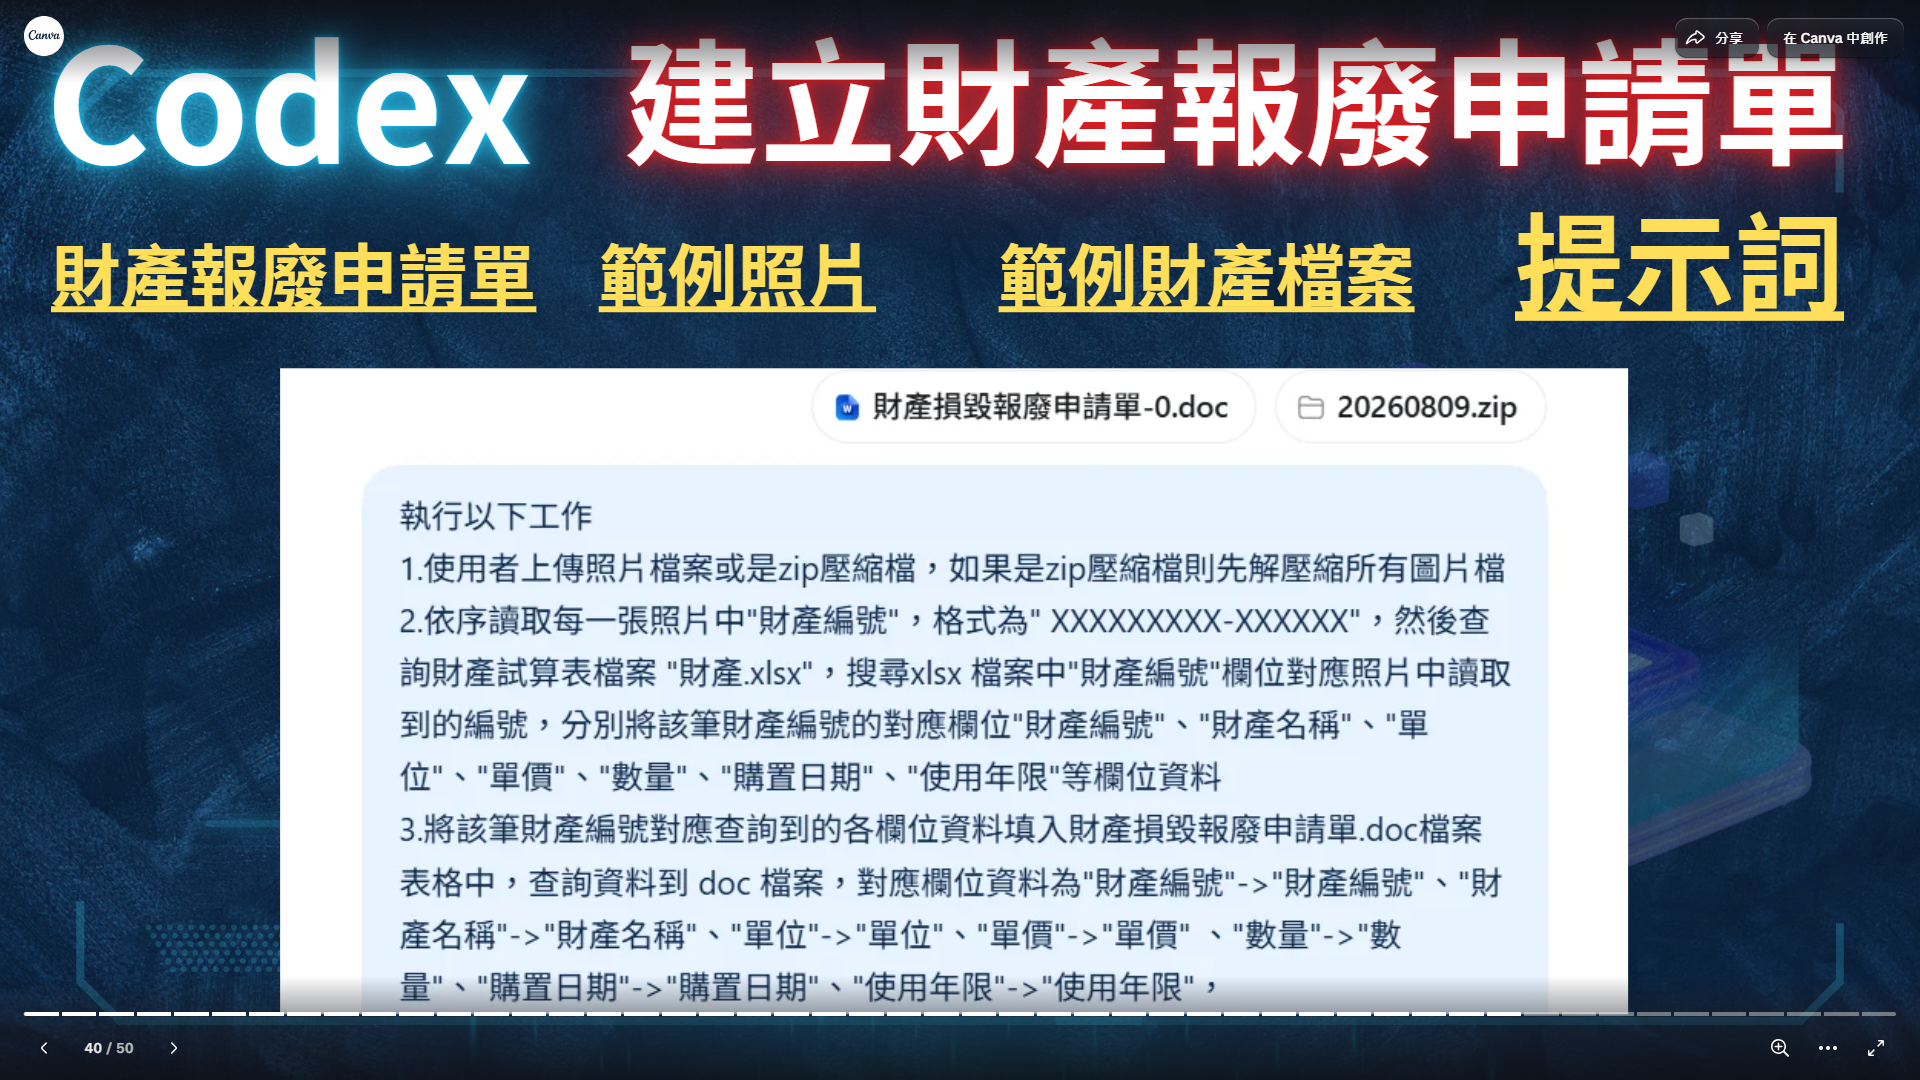 Canva
分享
在 Canva 中創作
Codex 建立財產報廢申請單
財產報廢申請單 範例照片 範例財產檔案 提示詞
財產損毀報廢申請單-0.doc 20260809.zip
執行以下工作
1.使用者上傳照片檔案或是zip壓縮檔，如果是zip壓縮檔則先解壓縮所有圖片檔
2.依序讀取每一張照片中"財產編號"，格式為" XXXXXXXXX-XXXXXX"，然後查
詢財產試算表檔案 "財產.xlsx"，搜尋xlsx 檔案中"財產編號"欄位對應照片中讀取
到的編號，分別將該筆財產編號的對應欄位"財產編號"、"財產名稱"、"單
位"、"單價"、"數量"、"購置日期"、"使用年限"等欄位資料
3.將該筆財產編號對應查詢到的各欄位資料填入財產損毀報廢申請單.doc檔案
表格中，查詢資料到 doc 檔案，對應欄位資料為"財產編號"->"財產編號"、"財
產名稱"->"財產名稱"、"單位"->"單位"、"單價"->"單價" 、"數量"->"數
量"、"購置日期"->"購置日期"、"使用年限"->"使用年限"，
40 / 50